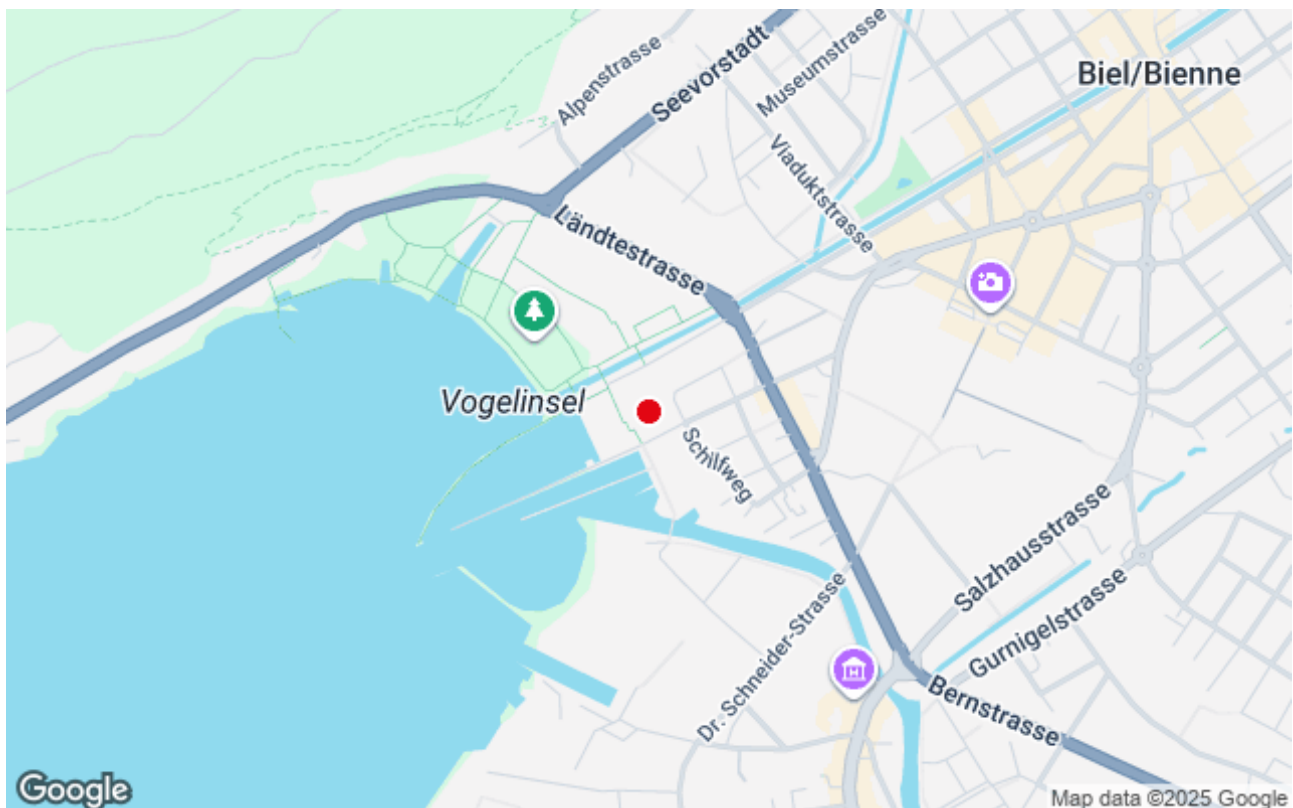 Alpenstrasse
Seevorstadt
Museumstrasse
Biel/Bienne
Viaduktstrasse
Ländtestrasse
Vogelinsel
Schilfweg
Salzhausstrasse
Gurnigelstrasse
Dr. Schneider-Strasse
Bernstrasse
Google
Map data ©2025 Google